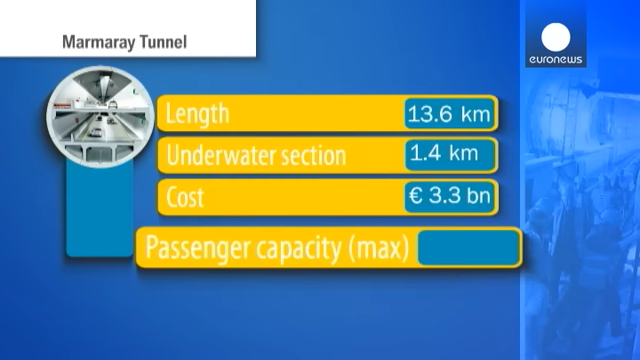 Marmaray Tunnel
euronews
Length 13.6 km
Underwater section 1.4 km
Cost € 3.3 bn
Passenger capacity (max)